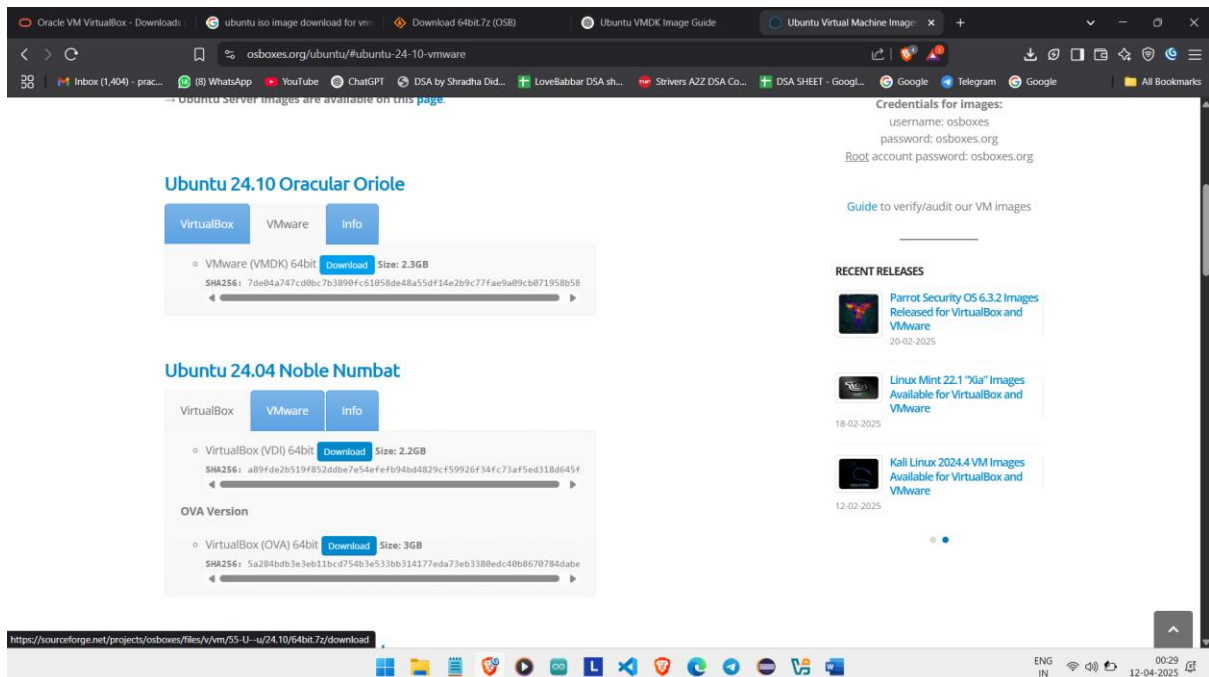 Oracle VM VirtualBox - Downloads
ubuntu iso image download for vm
Download 64bit.7z (OSB)
Ubuntu VMDK Image Guide
Ubuntu Virtual Machine Image
osboxes.org/ubuntu/#ubuntu-24-10-vmware
Inbox (1,404) - prac...
(8) WhatsApp
YouTube
ChatGPT
DSA by Shradha Did...
LoveBabbar DSA sh...
Strivers A2Z DSA Co...
DSA SHEET - Googl...
Google
Telegram
Google
All Bookmarks
→ Ubuntu Server images are available on this page.
Ubuntu 24.10 Oracular Oriole
VirtualBox
VMware
Info
VMware (VMDK) 64bit Download Size: 2.3GB
SHA256: 7de04a747cd0bc7b3890fc61058de48a55df14e2b9c77fae9a09cb071958b58
Ubuntu 24.04 Noble Numbat
VirtualBox
VMware
Info
VirtualBox (VDI) 64bit Download Size: 2.2GB
SHA256: a89fde2b519f852ddbe7e54efefb94bd4829cf59926f34fc73af5ed318d645f
OVA Version
VirtualBox (OVA) 64bit Download Size: 3GB
SHA256: 5a284bdb3e3eb11bcd754b3e533bb314177eda73eb3380edc40b8670784dabe
Credentials for images:
username: osboxes
password: osboxes.org
Root account password: osboxes.org
Guide to verify/audit our VM images
RECENT RELEASES
Parrot Security OS 6.3.2 Images
Released for VirtualBox and
VMware
20-02-2025
Linux Mint 22.1 "Xia" Images
Available for VirtualBox and
VMware
18-02-2025
Kali Linux 2024.4 VM Images
Available for VirtualBox and
VMware
12-02-2025
https://sourceforge.net/projects/osboxes/files/v/vm/55-U--u/24.10/64bit.7z/download
ENG
IN
00:29
12-04-2025